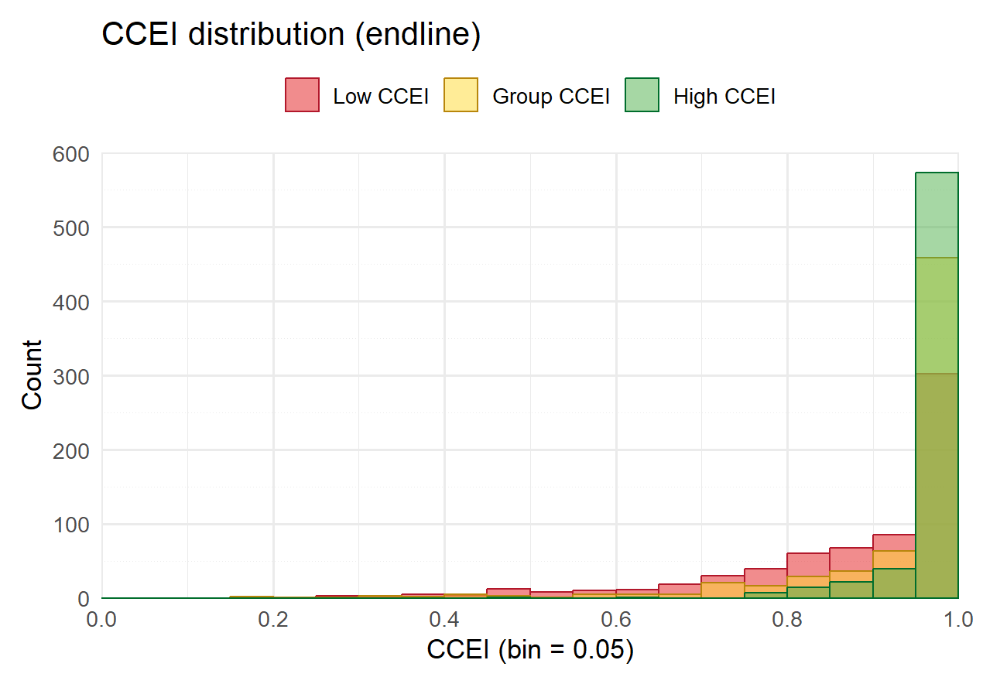 CCEI distribution (endline)
Low CCEI
Group CCEI
High CCEI
600
500
400
300
200
100
0
Count
0.0
0.2
0.4
0.6
0.8
1.0
CCEI (bin = 0.05)